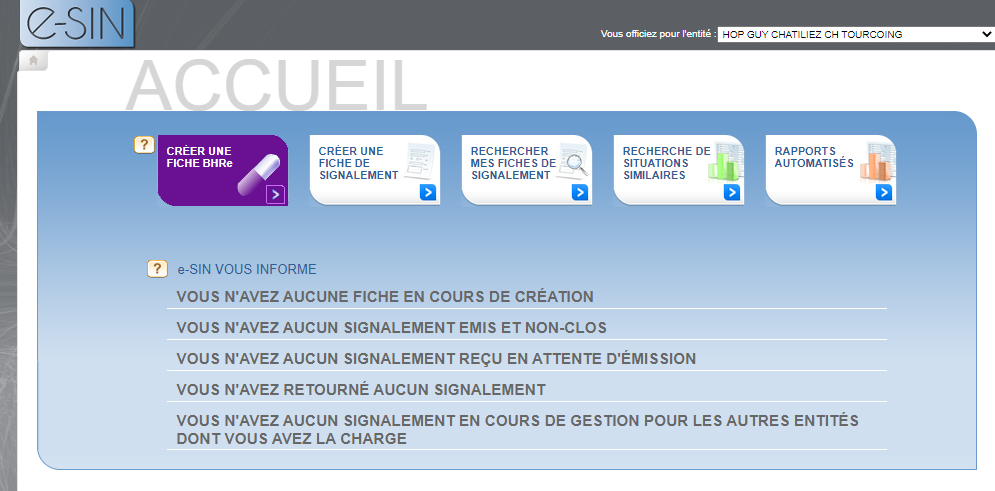 e-SIN
Vous officiez pour l'entité : HOP GUY CHATILIEZ CH TOURCOING
ACCUEIL
?
CRÉER UNE
FICHE BHRe
CRÉER UNE
FICHE DE
SIGNALEMENT
RECHERCHER
MES FICHES DE
SIGNALEMENT
RECHERCHE DE
SITUATIONS
SIMILAIRES
RAPPORTS
AUTOMATISÉS
? e-SIN VOUS INFORME
VOUS N'AVEZ AUCUNE FICHE EN COURS DE CRÉATION
VOUS N'AVEZ AUCUN SIGNALEMENT EMIS ET NON-CLOS
VOUS N'AVEZ AUCUN SIGNALEMENT REÇU EN ATTENTE D'ÉMISSION
VOUS N'AVEZ RETOURNÉ AUCUN SIGNALEMENT
VOUS N'AVEZ AUCUN SIGNALEMENT EN COURS DE GESTION POUR LES AUTRES ENTITÉS
DONT VOUS AVEZ LA CHARGE